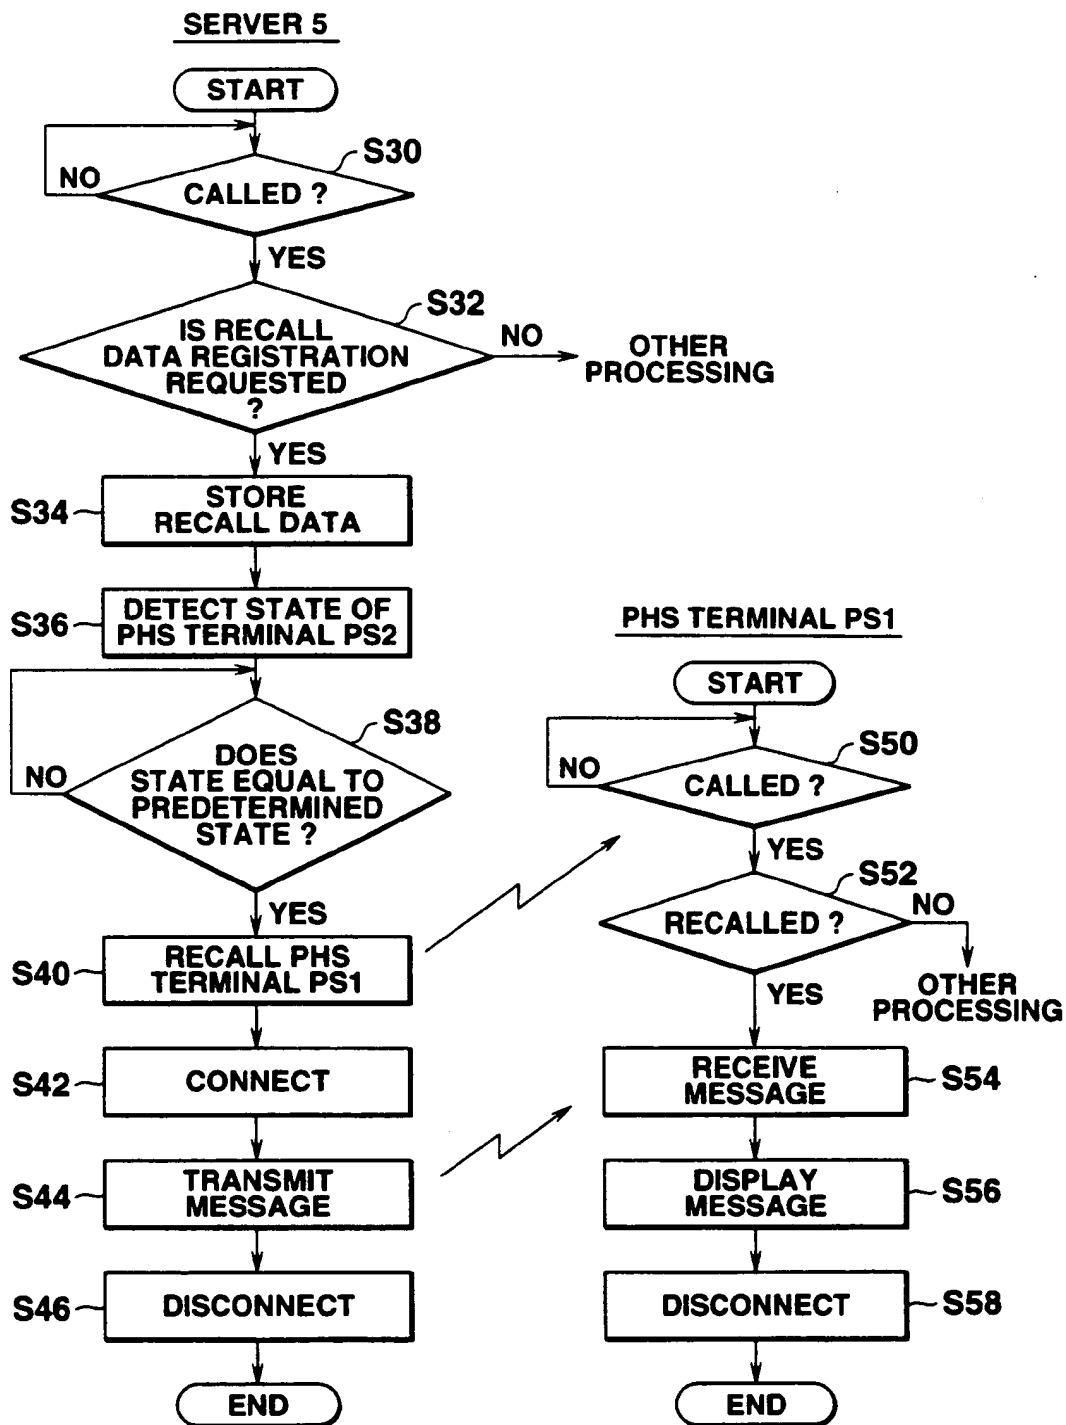 SERVER 5
START
S30
NO
CALLED ?
YES
S32
IS RECALL
DATA REGISTRATION
REQUESTED
?
NO
OTHER
PROCESSING
YES
S34
STORE
RECALL DATA
S36
DETECT STATE OF
PHS TERMINAL PS2
S38
NO
DOES
STATE EQUAL TO
PREDETERMINED
STATE ?
YES
S40
RECALL PHS
TERMINAL PS1
S42
CONNECT
S44
TRANSMIT
MESSAGE
S46
DISCONNECT
END
PHS TERMINAL PS1
START
S50
NO
CALLED ?
YES
S52
RECALLED ?
NO
OTHER
PROCESSING
YES
RECEIVE
MESSAGE
S54
DISPLAY
MESSAGE
S56
DISCONNECT
S58
END